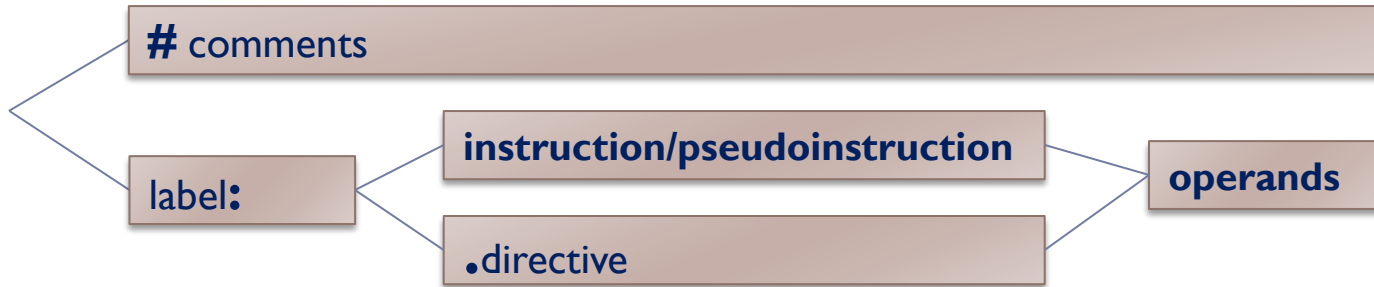 # comments
instruction/pseudoinstruction
label:
operands
.directive